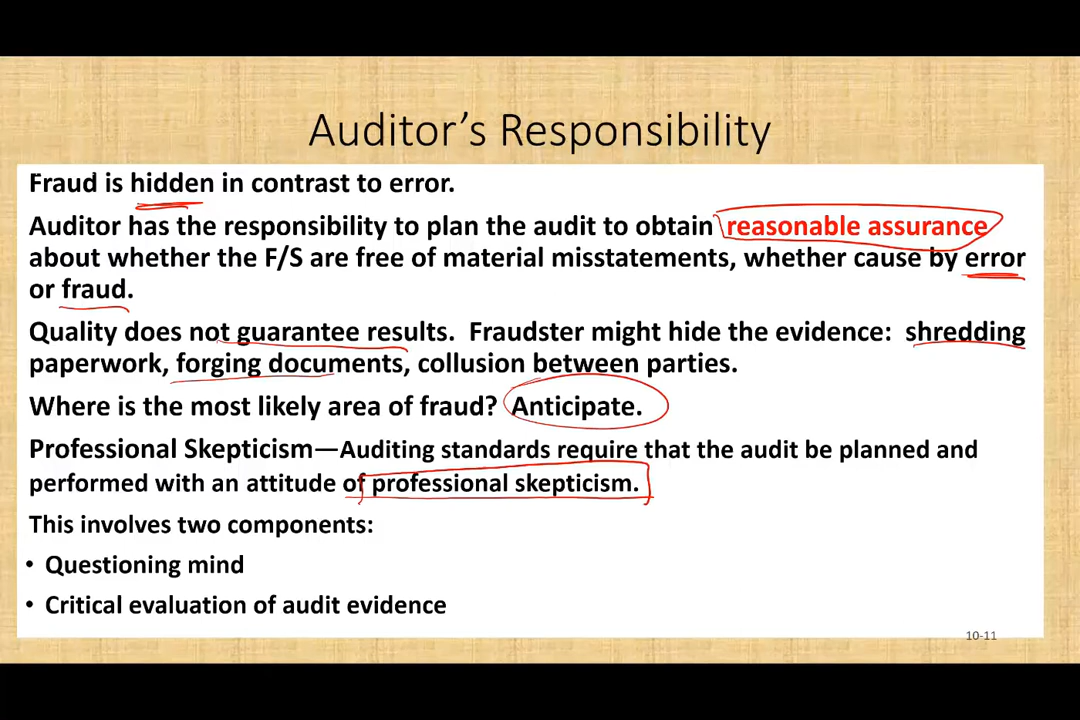 Auditor's Responsibility
Fraud is hidden in contrast to error.
Auditor has the responsibility to plan the audit to obtain reasonable assurance
about whether the F/S are free of material misstatements, whether cause by error
or fraud.
Quality does not guarantee results.  Fraudster might hide the evidence:  shredding
paperwork, forging documents, collusion between parties.
Where is the most likely area of fraud?  Anticipate.
Professional Skepticism—Auditing standards require that the audit be planned and
performed with an attitude of professional skepticism.
This involves two components:
• Questioning mind
• Critical evaluation of audit evidence
10-11